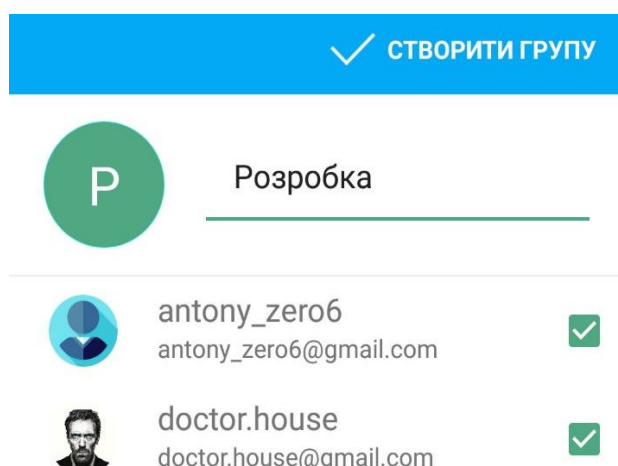 СТВОРИТИ ГРУПУ
Р
Розробка
antony_zero6
antony_zero6@gmail.com
doctor.house
doctor.house@gmail.com